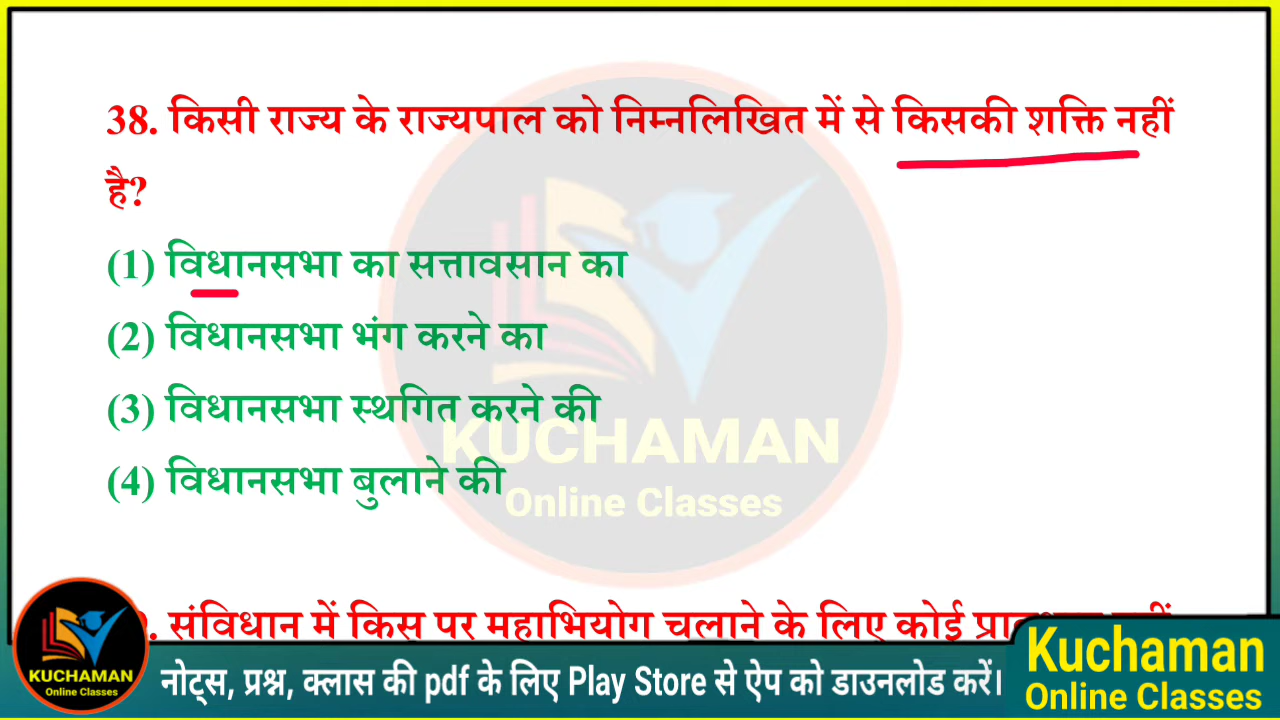 38. किसी राज्य के राज्यपाल को निम्नलिखित में से किसकी शक्ति नहीं
है?
(1) विधानसभा का सत्तावसान का
(2) विधानसभा भंग करने का
(3) विधानसभा स्थगित करने की
(4) विधानसभा बुलाने की
KUCHAMAN
Online Classes
संविधान में किस पर महाभियोग चलाने के लिए कोई
KUCHAMAN
Online Classes
नोट्स, प्रश्न, क्लास की pdf के लिए Play Store से ऐप को डाउनलोड करें।
Kuchaman
Online Classes